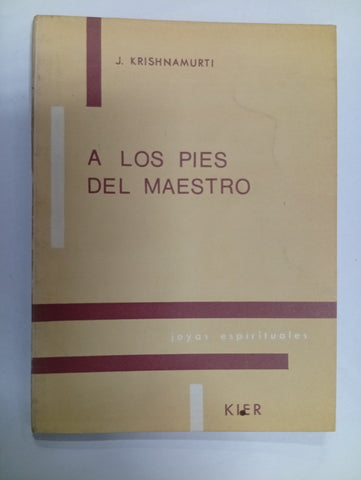 J. KRISHNAMURTI
A LOS PIES
DEL MAESTRO
joyas espirituales
KIER